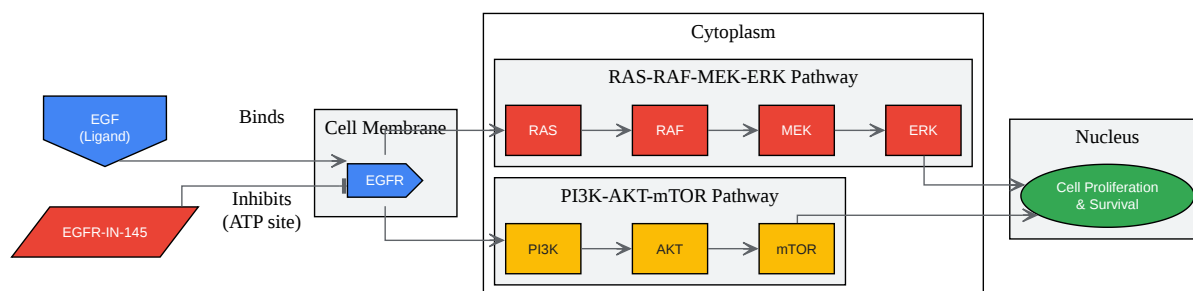 Cytoplasm
RAS-RAF-MEK-ERK Pathway
EGF
(Ligand)
Binds
Cell Membrane
RAS
RAF
MEK
ERK
Nucleus
EGFR
Inhibits
(ATP site)
EGFR-IN-145
PI3K-AKT-mTOR Pathway
Cell Proliferation
& Survival
PI3K
AKT
mTOR